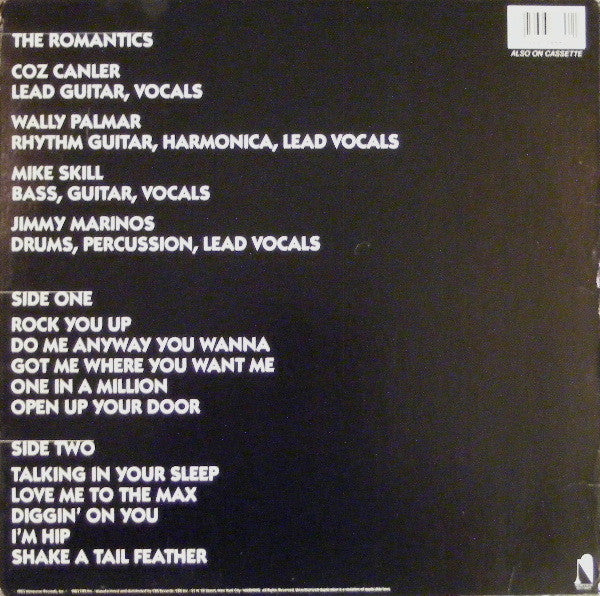 THE ROMANTICS
ALSO ON CASSETTE
COZ CANLER
LEAD GUITAR, VOCALS
WALLY PALMAR
RHYTHM GUITAR, HARMONICA, LEAD VOCALS
MIKE SKILL
BASS, GUITAR, VOCALS
JIMMY MARINOS
DRUMS, PERCUSSION, LEAD VOCALS
SIDE ONE
ROCK YOU UP
DO ME ANYWAY YOU WANNA
GOT ME WHERE YOU WANT ME
ONE IN A MILLION
OPEN UP YOUR DOOR
SIDE TWO
TALKING IN YOUR SLEEP
LOVE ME TO THE MAX
DIGGIN' ON YOU
I'M HIP
SHAKE A TAIL FEATHER